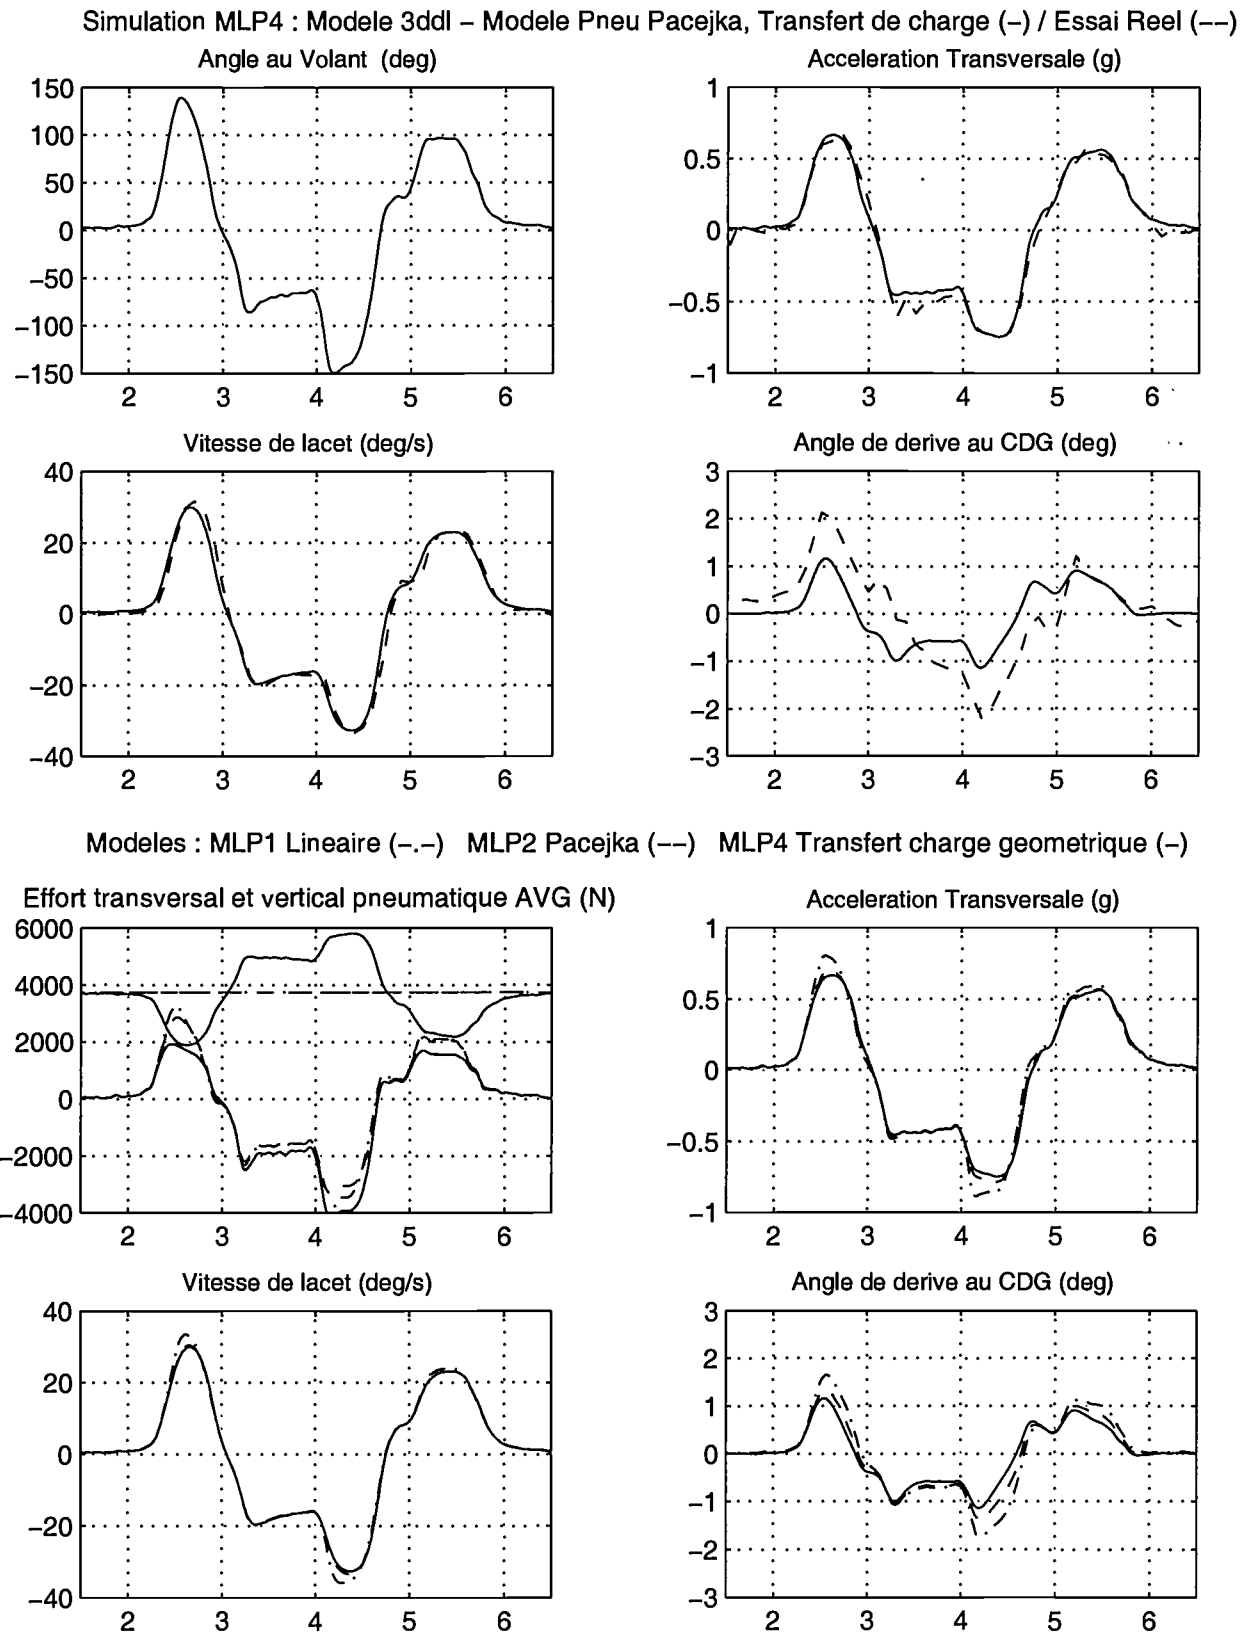 Simulation MLP4 : Modele 3ddl – Modele Pneu Pacejka, Transfert de charge (–) / Essai Reel (––)
Angle au Volant (deg)
150
100
50
0
−50
−100
−150
2 3 4 5 6
Acceleration Transversale (g)
1
0.5
0
−0.5
−1
2 3 4 5 6
Vitesse de lacet (deg/s)
40
20
0
−20
−40
2 3 4 5 6
Angle de derive au CDG (deg)
3
2
1
0
−1
−2
−3
2 3 4 5 6
Modeles : MLP1 Lineaire (–.–) MLP2 Pacejka (––) MLP4 Transfert charge geometrique (–)
Effort transversal et vertical pneumatique AVG (N)
6000
4000
2000
0
−2000
−4000
2 3 4 5 6
Acceleration Transversale (g)
1
0.5
0
−0.5
−1
2 3 4 5 6
Vitesse de lacet (deg/s)
40
20
0
−20
−40
2 3 4 5 6
Angle de derive au CDG (deg)
3
2
1
0
−1
−2
−3
2 3 4 5 6